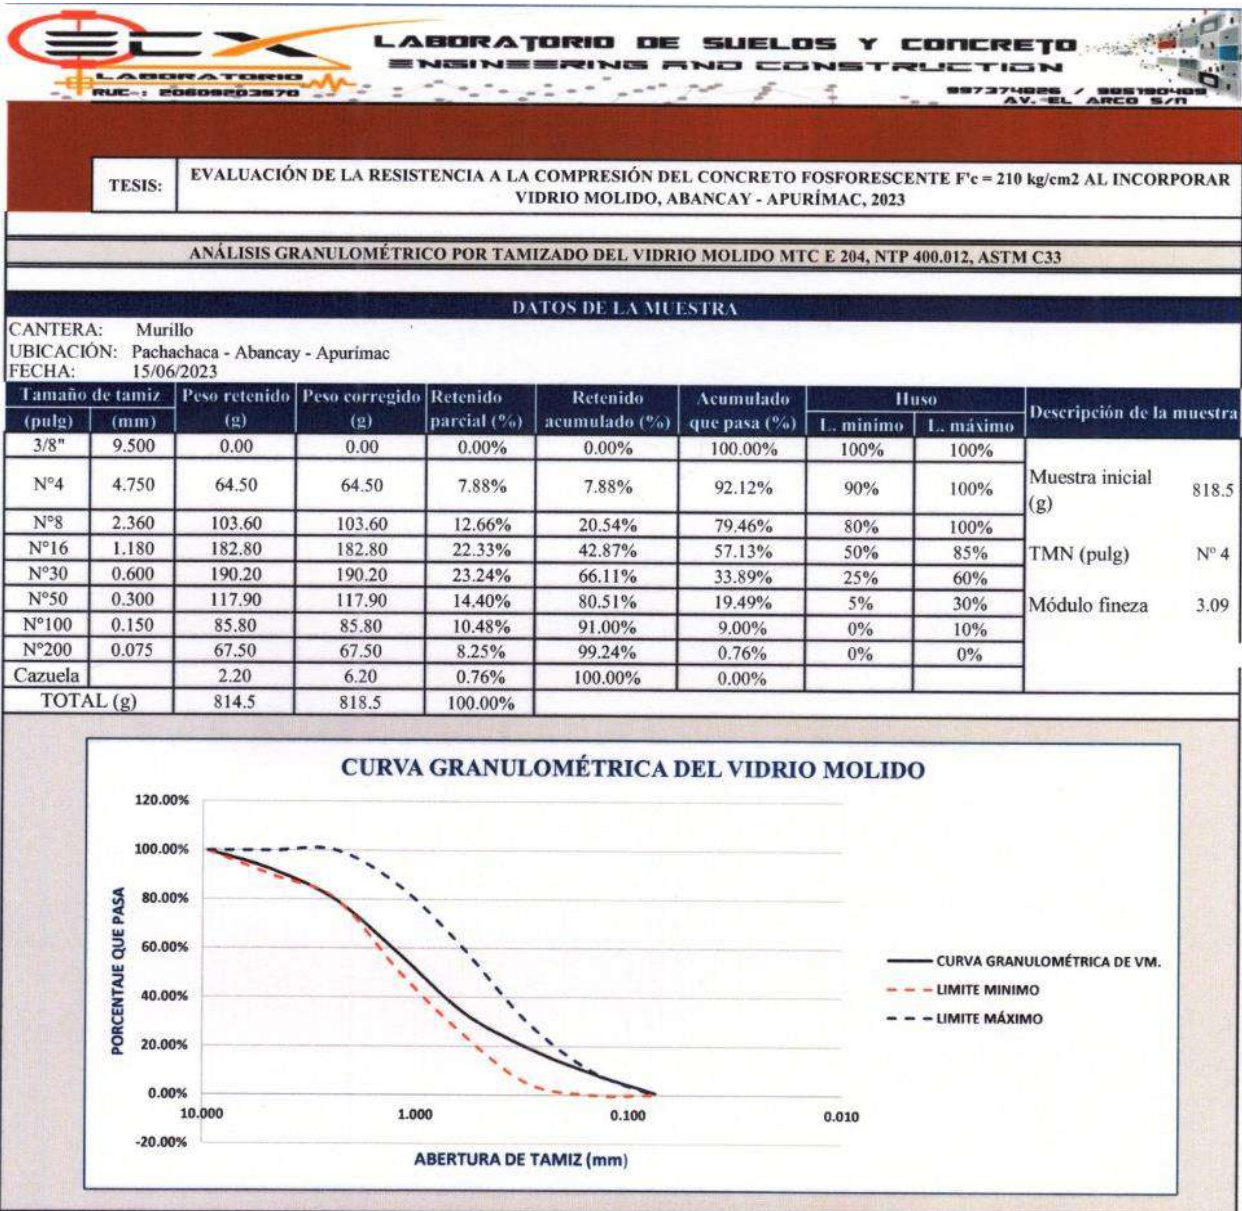 ECX
LABORATORIO
RUC : 20609203570
LABORATORIO DE SUELOS Y CONCRETO
ENGINEERING AND CONSTRUCTION
997374026 / 985190409
AV. EL ARCO S/N
TESIS:
EVALUACIÓN DE LA RESISTENCIA A LA COMPRESIÓN DEL CONCRETO FOSFORESCENTE F'c = 210 kg/cm2 AL INCORPORAR
VIDRIO MOLIDO, ABANCAY - APURÍMAC, 2023
ANÁLISIS GRANULOMÉTRICO POR TAMIZADO DEL VIDRIO MOLIDO MTC E 204, NTP 400.012, ASTM C33
DATOS DE LA MUESTRA
CANTERA: Murillo
UBICACIÓN: Pachachaca - Abancay - Apurímac
FECHA: 15/06/2023
Tamaño de tamiz Peso retenido Peso corregido Retenido Retenido Acumulado Huso Descripción de la muestra
(pulg) (mm) (g) (g) parcial (%) acumulado (%) que pasa (%) L. minimo L. máximo
3/8" 9.500 0.00 0.00 0.00% 0.00% 100.00% 100% 100%
N°4 4.750 64.50 64.50 7.88% 7.88% 92.12% 90% 100% Muestra inicial (g) 818.5
N°8 2.360 103.60 103.60 12.66% 20.54% 79.46% 80% 100%
N°16 1.180 182.80 182.80 22.33% 42.87% 57.13% 50% 85% TMN (pulg) N° 4
N°30 0.600 190.20 190.20 23.24% 66.11% 33.89% 25% 60%
N°50 0.300 117.90 117.90 14.40% 80.51% 19.49% 5% 30% Módulo fineza 3.09
N°100 0.150 85.80 85.80 10.48% 91.00% 9.00% 0% 10%
N°200 0.075 67.50 67.50 8.25% 99.24% 0.76% 0% 0%
Cazuela 2.20 6.20 0.76% 100.00% 0.00%
TOTAL (g) 814.5 818.5 100.00%
CURVA GRANULOMÉTRICA DEL VIDRIO MOLIDO
120.00%
100.00%
80.00%
60.00%
40.00%
20.00%
0.00%
-20.00%
PORCENTAJE QUE PASA
10.000 1.000 0.100 0.010
ABERTURA DE TAMIZ (mm)
CURVA GRANULOMÉTRICA DE VM.
LIMITE MINIMO
LIMITE MÁXIMO